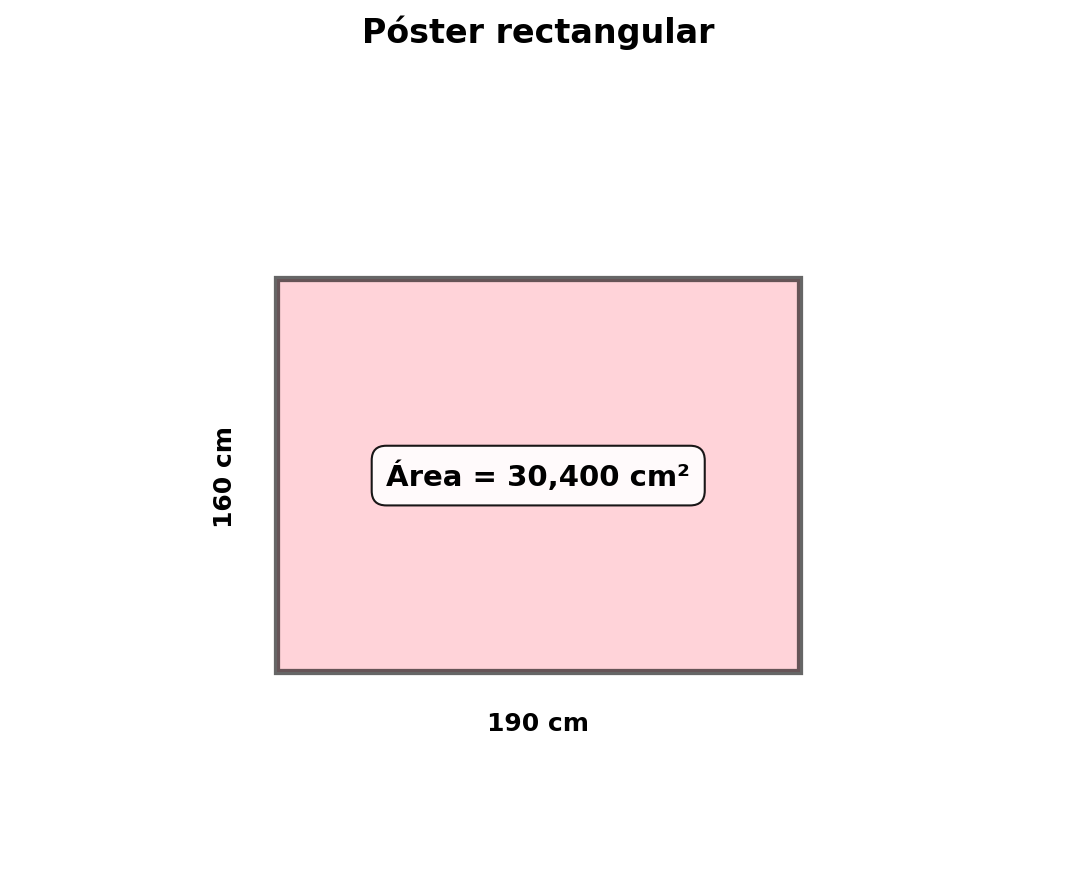 Póster rectangular
Área = 30,400 cm²
160 cm
190 cm